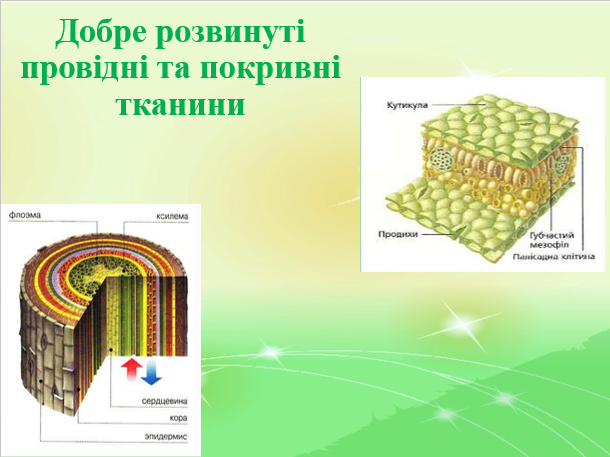 Добре розвинуті
провідні та покривні
тканини
Кутикула
Продихи
Губчастий
мезофіл
Палісадна клітина
флоэма
ксилема
сердцевина
кора
эпидермис